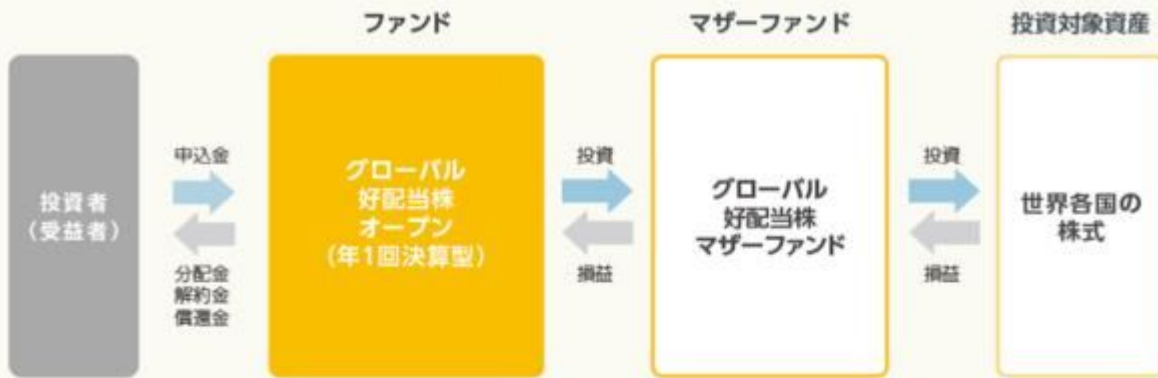 ファンド
マザーファンド
投資対象資産
投資者
（受益者）
申込金
分配金
解約金
償還金
グローバル
好配当株
オープン
（年1回決算型）
投資
損益
グローバル
好配当株
マザーファンド
投資
損益
世界各国の
株式